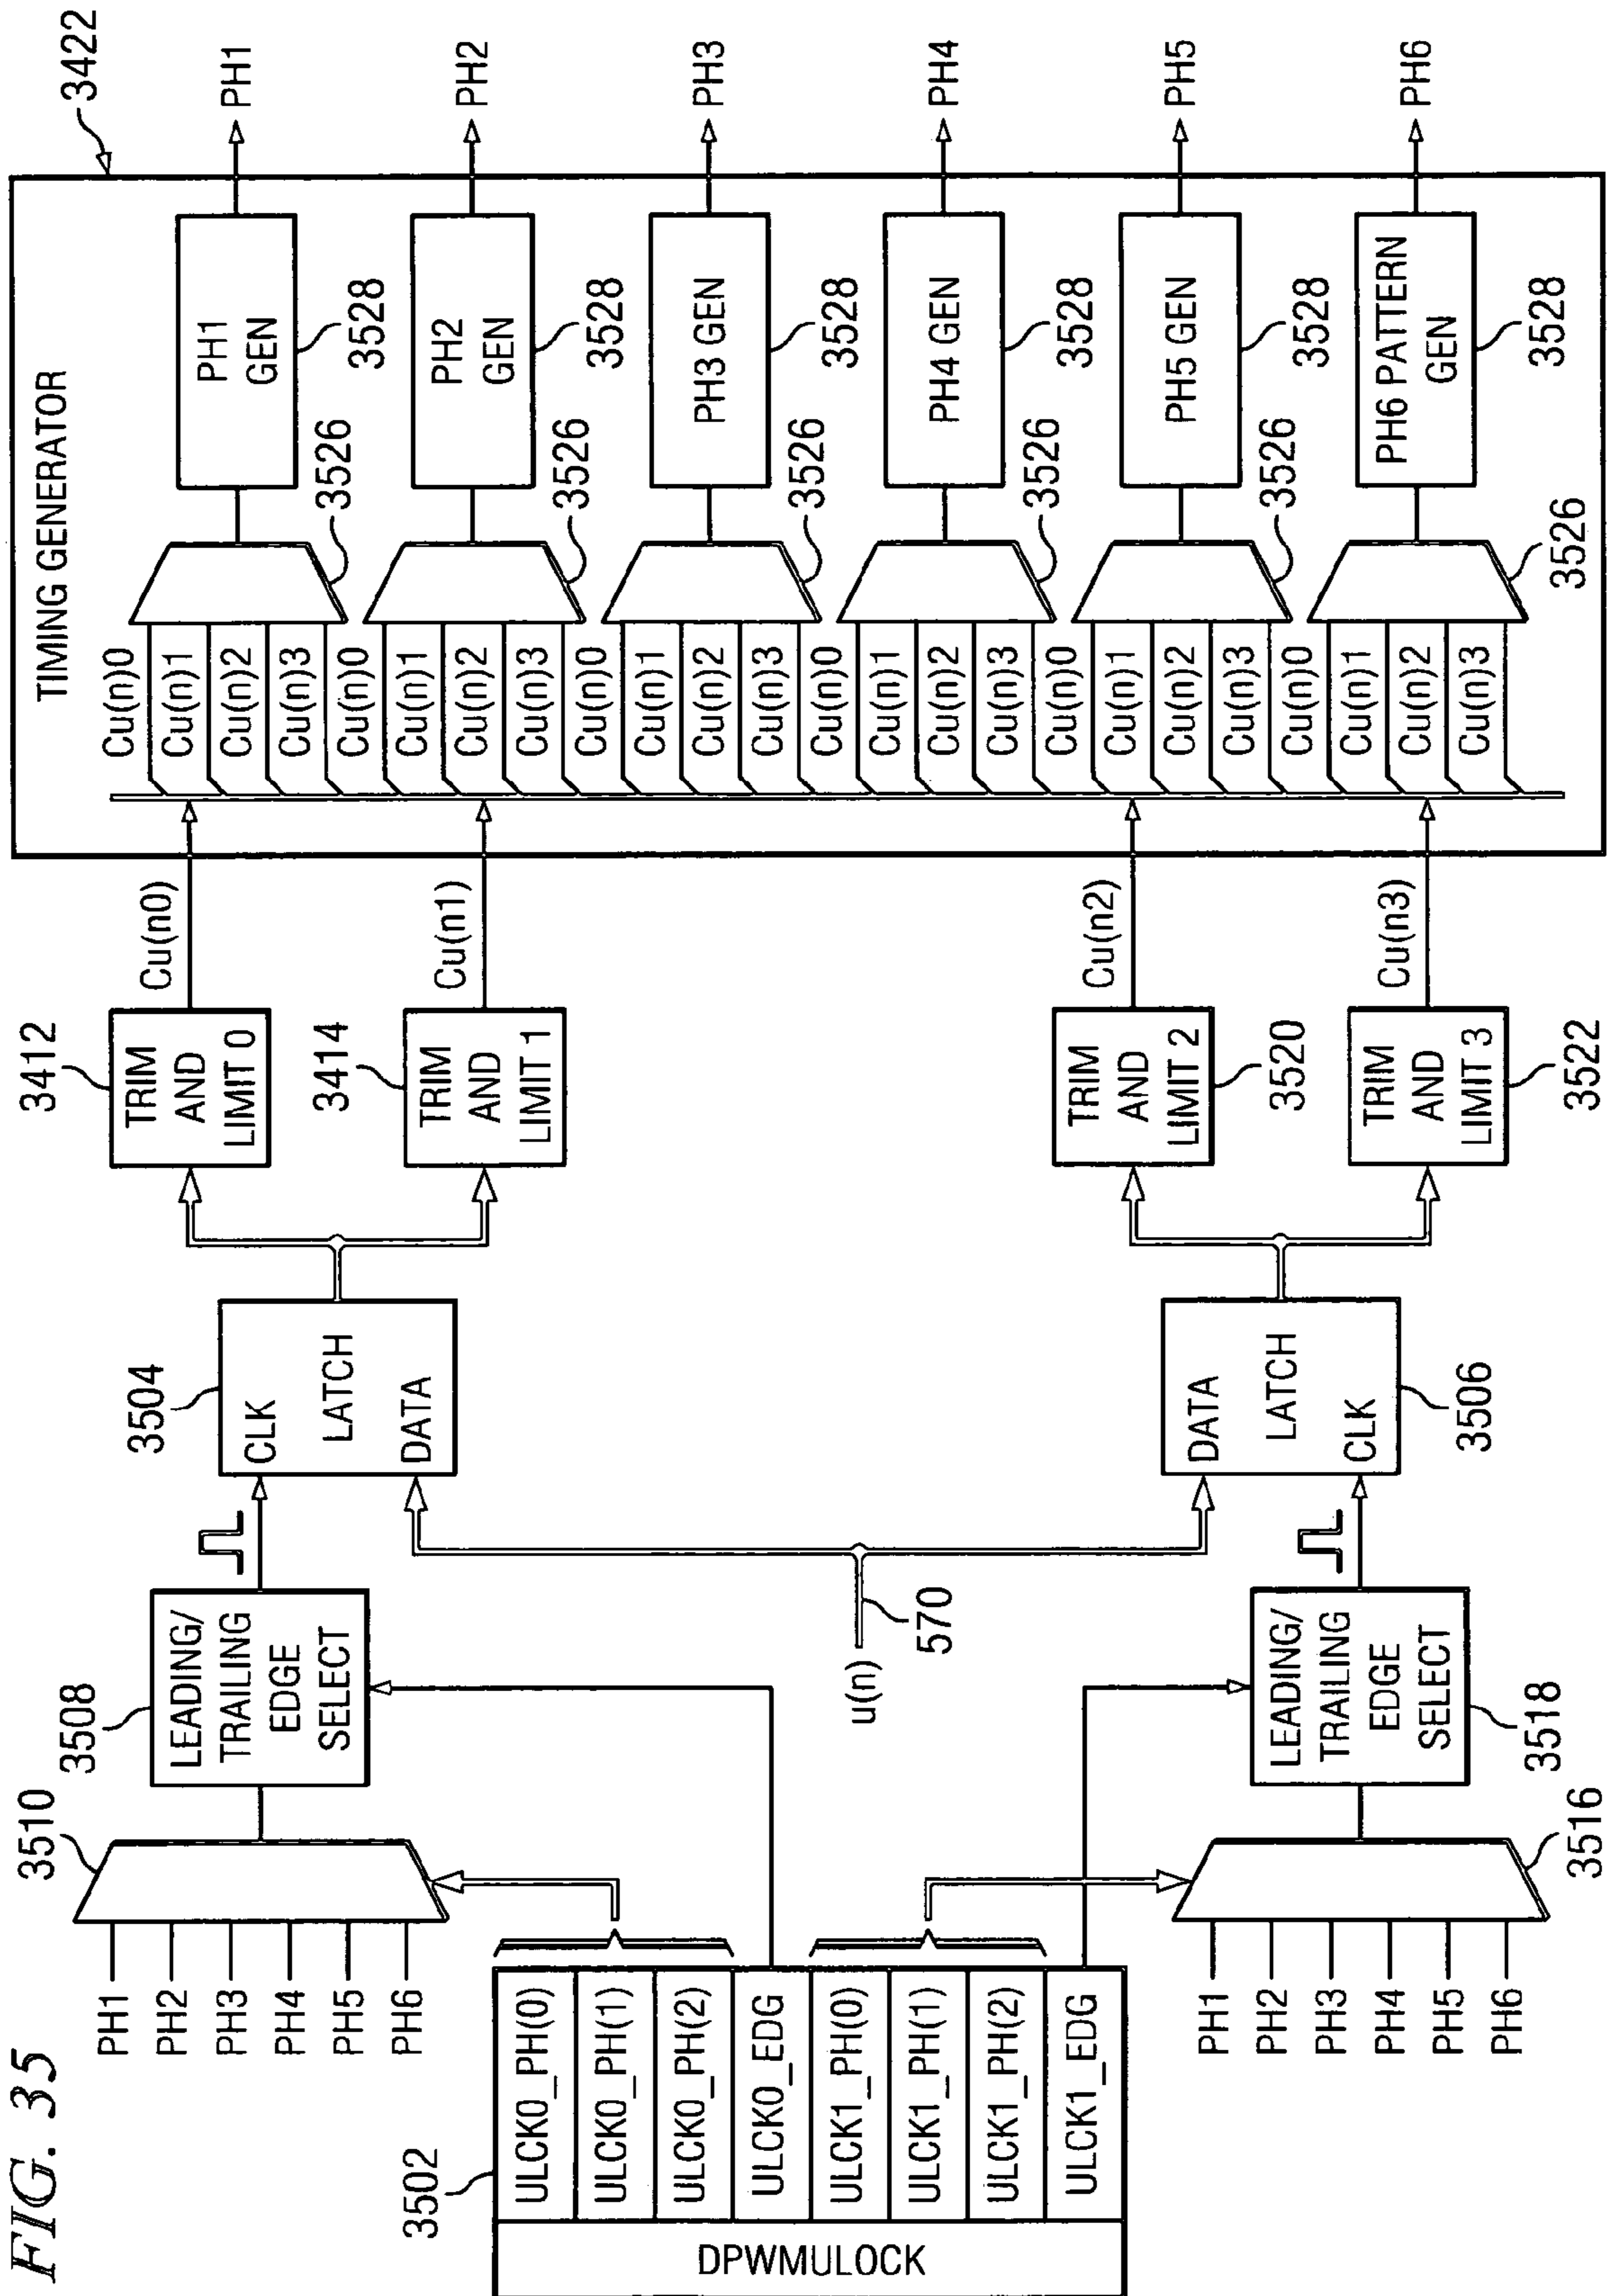 FIG. 35
3502
DPWMULOCK
ULCK0_PH(0)
ULCK0_PH(1)
ULCK0_PH(2)
ULCK0_EDG
ULCK1_PH(0)
ULCK1_PH(1)
ULCK1_PH(2)
ULCK1_EDG
PH1
PH2
PH3
PH4
PH5
PH6
3510
3508
LEADING/
TRAILING
EDGE
SELECT
PH1
PH2
PH3
PH4
PH5
PH6
3516
LEADING/
TRAILING
EDGE
SELECT
3518
u(n)
570
3504
CLK
LATCH
DATA
DATA
LATCH
CLK
3506
3412
TRIM
AND
LIMIT 0
3414
TRIM
AND
LIMIT 1
TRIM
AND
LIMIT 2
3520
TRIM
AND
LIMIT 3
3522
Cu(n0)
Cu(n1)
Cu(n2)
Cu(n3)
TIMING GENERATOR
3422
Cu(n)0
Cu(n)1
Cu(n)2
Cu(n)3
Cu(n)0
Cu(n)1
Cu(n)2
Cu(n)3
Cu(n)0
Cu(n)1
Cu(n)2
Cu(n)3
Cu(n)0
Cu(n)1
Cu(n)2
Cu(n)3
Cu(n)0
Cu(n)1
Cu(n)2
Cu(n)3
Cu(n)0
Cu(n)1
Cu(n)2
Cu(n)3
3526
3526
3526
3526
3526
3526
PH1
GEN
3528
PH2
GEN
3528
PH3 GEN
3528
PH4 GEN
3528
PH5 GEN
3528
PH6 PATTERN
GEN
3528
PH1
PH2
PH3
PH4
PH5
PH6